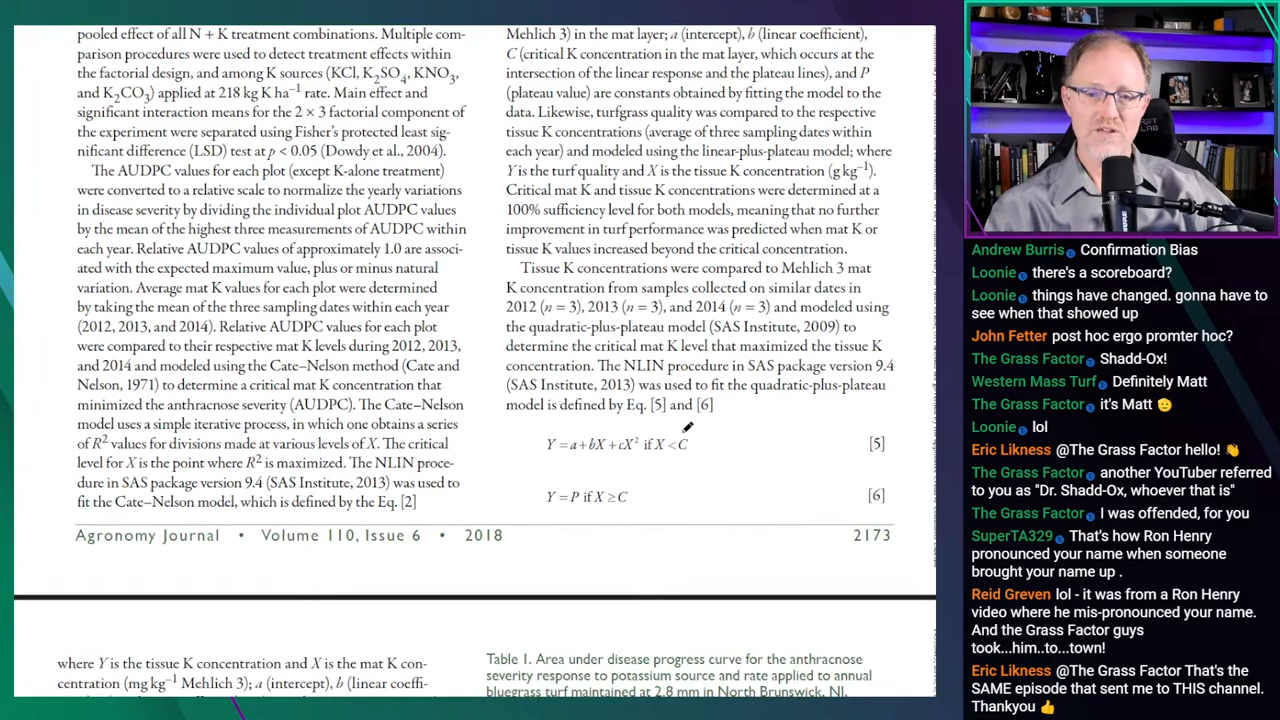 pooled effect of all N + K treatment combinations. Multiple com-
parison procedures were used to detect treatment effects within
the factorial design, and among K sources (KCl, K2SO4, KNO3,
and K2CO3) applied at 218 kg K ha−1 rate. Main effect and
significant interaction means for the 2 × 3 factorial component of
the experiment were separated using Fisher's protected least sig-
nificant difference (LSD) test at p < 0.05 (Dowdy et al., 2004).
The AUDPC values for each plot (except K-alone treatment)
were converted to a relative scale to normalize the yearly variations
in disease severity by dividing the individual plot AUDPC values
by the mean of the highest three measurements of AUDPC within
each year. Relative AUDPC values of approximately 1.0 are associ-
ated with the expected maximum value, plus or minus natural
variation. Average mat K values for each plot were determined
by taking the mean of the three sampling dates within each year
(2012, 2013, and 2014). Relative AUDPC values for each plot
were compared to their respective mat K levels during 2012, 2013,
and 2014 and modeled using the Cate–Nelson method (Cate and
Nelson, 1971) to determine a critical mat K concentration that
minimized the anthracnose severity (AUDPC). The Cate–Nelson
model uses a simple iterative process, in which one obtains a series
of R2 values for divisions made at various levels of X. The critical
level for X is the point where R2 is maximized. The NLIN proce-
dure in SAS package version 9.4 (SAS Institute, 2013) was used to
fit the Cate–Nelson model, which is defined by the Eq. [2]
Mehlich 3) in the mat layer; a (intercept), b (linear coefficient),
C (critical K concentration in the mat layer, which occurs at the
intersection of the linear response and the plateau lines), and P
(plateau value) are constants obtained by fitting the model to the
data. Likewise, turfgrass quality was compared to the respective
tissue K concentrations (average of three sampling dates within
each year) and modeled using the linear-plus-plateau model; where
Y is the turf quality and X is the tissue K concentration (g kg−1).
Critical mat K and tissue K concentrations were determined at a
100% sufficiency level for both models, meaning that no further
improvement in turf performance was predicted when mat K or
tissue K values increased beyond the critical concentration.
Tissue K concentrations were compared to Mehlich 3 mat
K concentration from samples collected on similar dates in
2012 (n = 3), 2013 (n = 3), and 2014 (n = 3) and modeled using
the quadratic-plus-plateau model (SAS Institute, 2009) to
determine the critical mat K level that maximized the tissue K
concentration. The NLIN procedure in SAS package version 9.4
(SAS Institute, 2013) was used to fit the quadratic-plus-plateau
model is defined by Eq. [5] and [6]
Y = a + bX + cX2 if X < C [5]
Y = P if X ≥ C [6]
Agronomy Journal • Volume 110, Issue 6 • 2018 2173
where Y is the tissue K concentration and X is the mat K con-
centration (mg kg−1 Mehlich 3); a (intercept), b (linear coeffi-
Table 1. Area under disease progress curve for the anthracnose
severity response to potassium source and rate applied to annual
bluegrass turf maintained at 2.8 mm in North Brunswick, NJ,
Andrew Burris Confirmation Bias
Loonie there's a scoreboard?
Loonie things have changed. gonna have to
see when that showed up
John Fetter post hoc ergo promter hoc?
The Grass Factor Shadd-Ox!
Western Mass Turf Definitely Matt
The Grass Factor it's Matt 🫡
Loonie lol
Eric Likness @The Grass Factor hello! 👋
The Grass Factor another YouTuber referred
to you as "Dr. Shadd-Ox, whoever that is"
The Grass Factor I was offended, for you
SuperTA329 That's how Ron Henry
pronounced your name when someone
brought your name up .
Reid Greven lol - it was from a Ron Henry
video where he mis-pronounced your name.
And the Grass Factor guys
took...him..to...town!
Eric Likness @The Grass Factor That's the
SAME episode that sent me to THIS channel.
Thankyou 👍